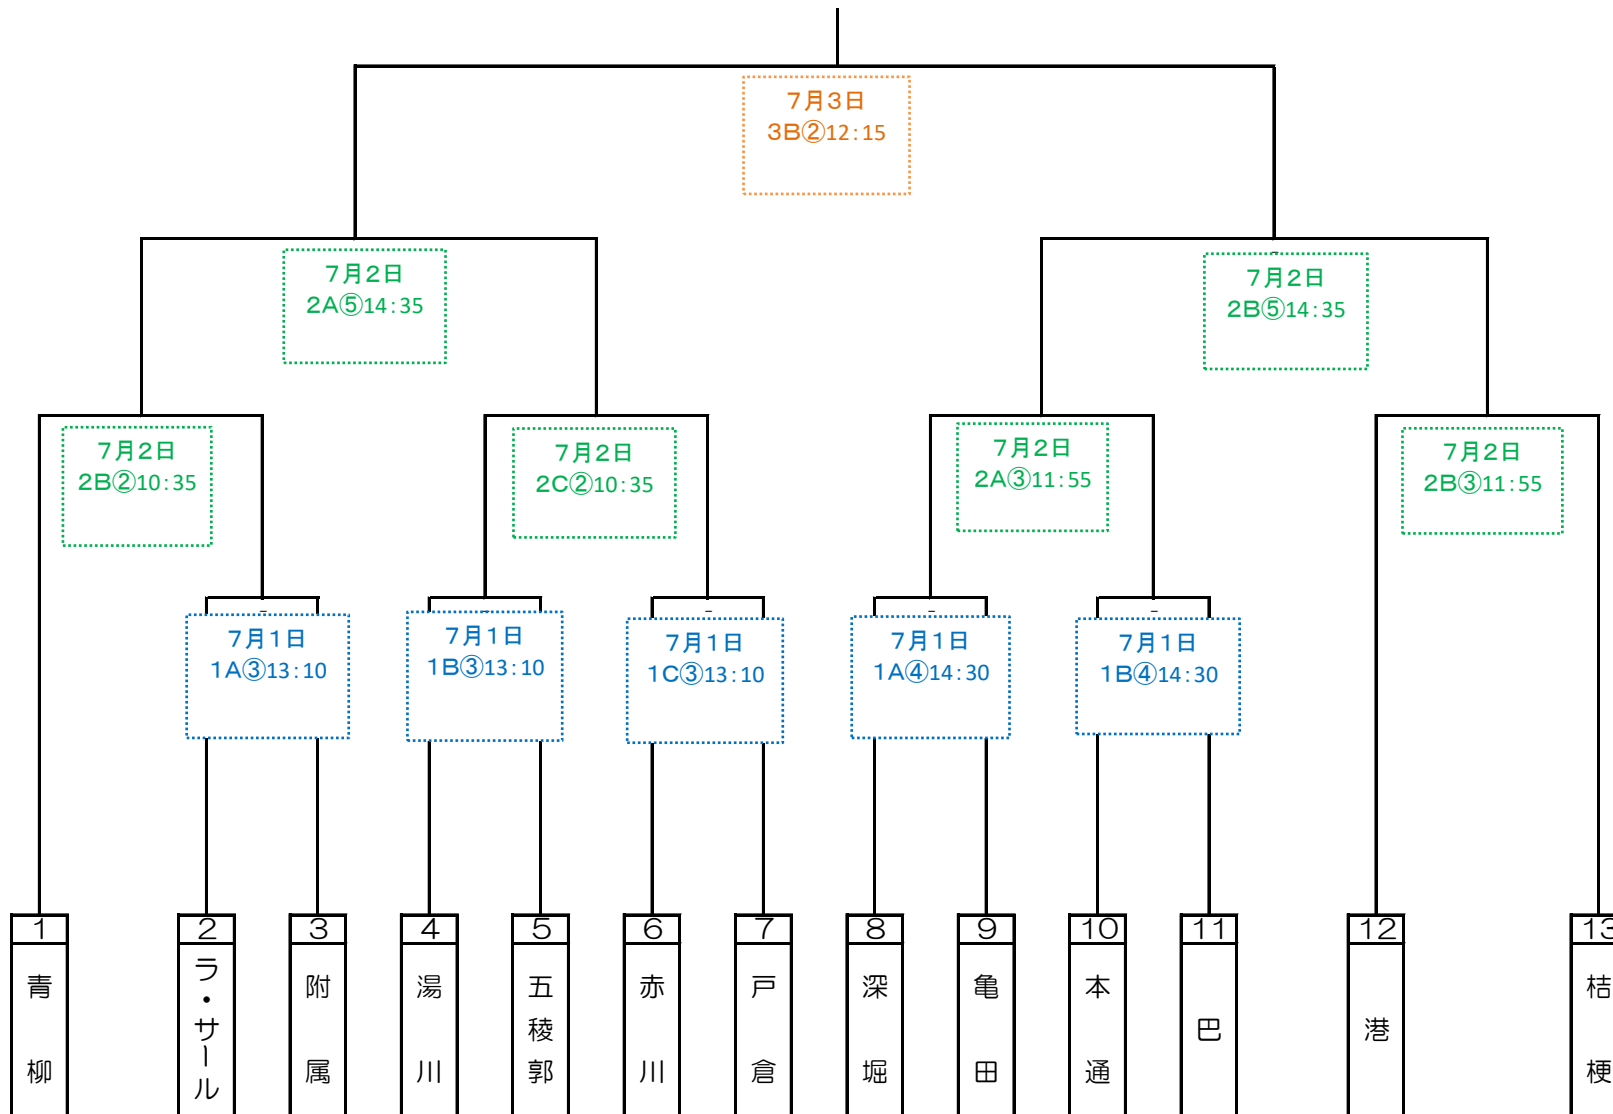 7月3日
3B②12:15
7月2日
2A⑤14:35
7月2日
2B⑤14:35
7月2日
2B②10:35
7月2日
2C②10:35
7月2日
2A③11:55
7月2日
2B③11:55
7月1日
1A③13:10
7月1日
1B③13:10
7月1日
1C③13:10
7月1日
1A④14:30
7月1日
1B④14:30
1
青柳
2
ラ・サール
3
附属
4
湯川
5
五稜郭
6
赤川
7
戸倉
8
深堀
9
亀田
10
本通
11
巴
12
港
13
桔梗